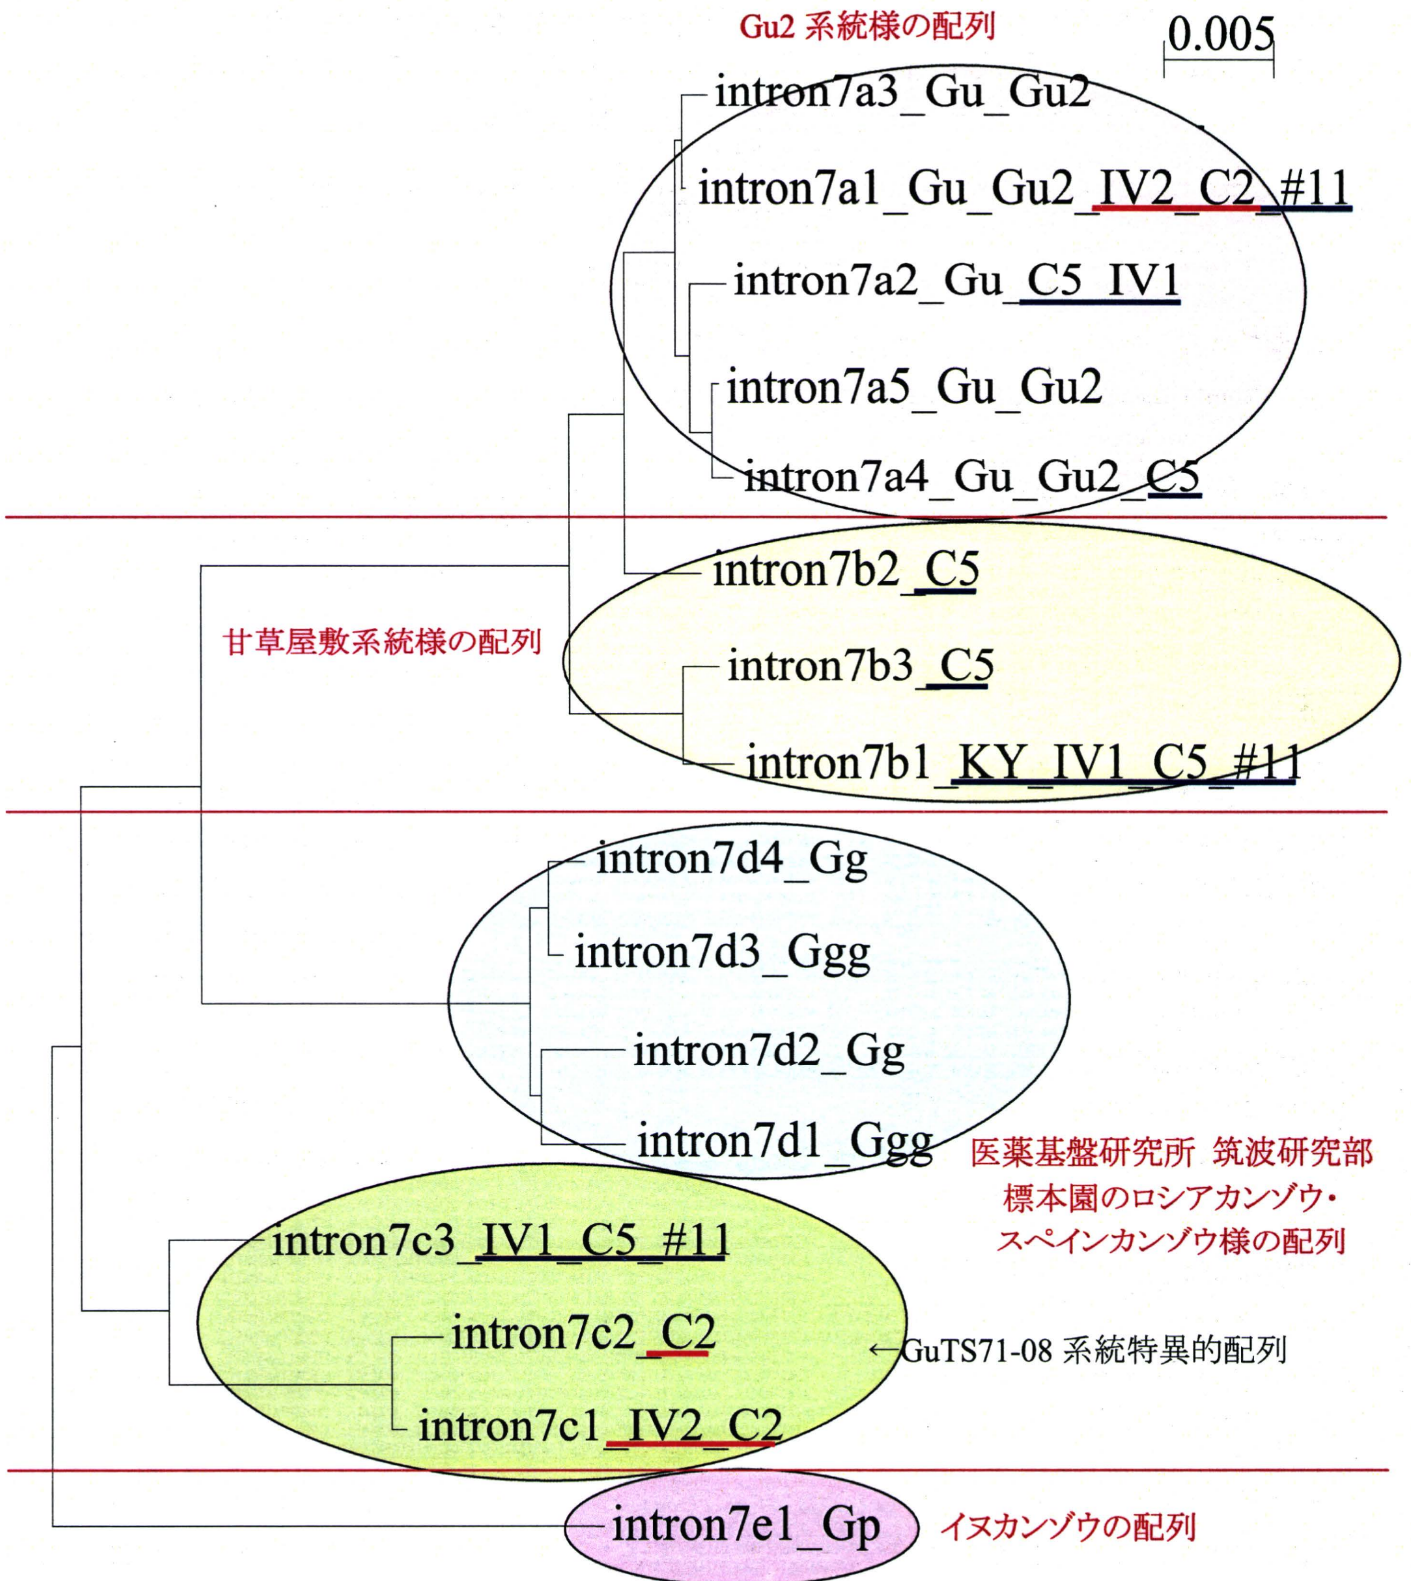 Gu2 系統様の配列
0.005
intron7a3_Gu_Gu2
intron7a1_Gu_Gu2_IV2_C2_#11
intron7a2_Gu_C5_IV1
intron7a5_Gu_Gu2
intron7a4_Gu_Gu2_C5
intron7b2_C5
甘草屋敷系統様の配列
intron7b3_C5
intron7b1_KY_IV1_C5_#11
intron7d4_Gg
intron7d3_Ggg
intron7d2_Gg
intron7d1_Ggg
医薬基盤研究所 筑波研究部
標本園のロシアカンゾウ・
スペインカンゾウ様の配列
intron7c3_IV1_C5_#11
intron7c2_C2
←GuTS71-08 系統特異的配列
intron7c1_IV2_C2
intron7e1_Gp
イヌカンゾウの配列